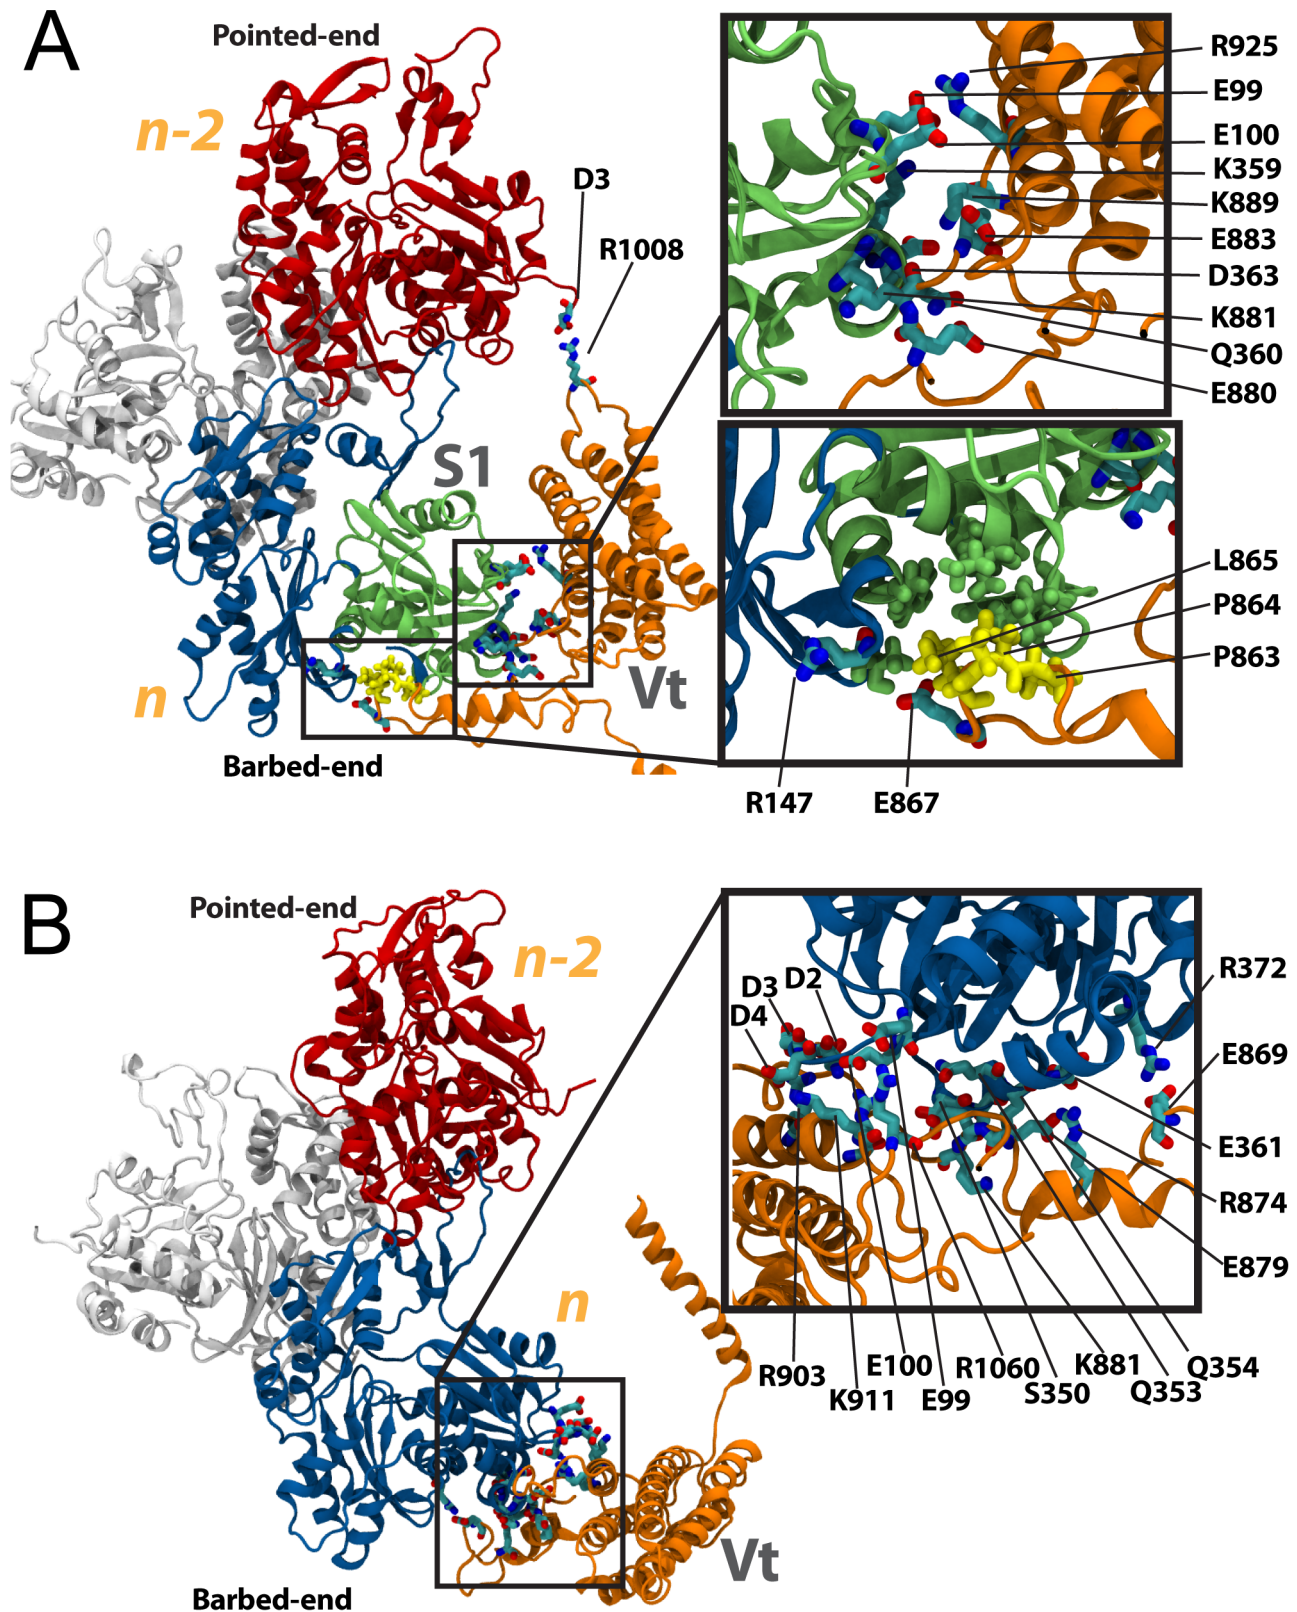 A
Pointed-end
n-2
D3
R1008
S1
n
Vt
Barbed-end
R925
E99
E100
K359
K889
E883
D363
K881
Q360
E880
L865
P864
P863
R147
E867
B
Pointed-end
n-2
n
Vt
Barbed-end
D3
D2
D4
R372
E869
E361
R874
E879
R903
K911
E100
E99
R1060
S350
K881
Q353
Q354